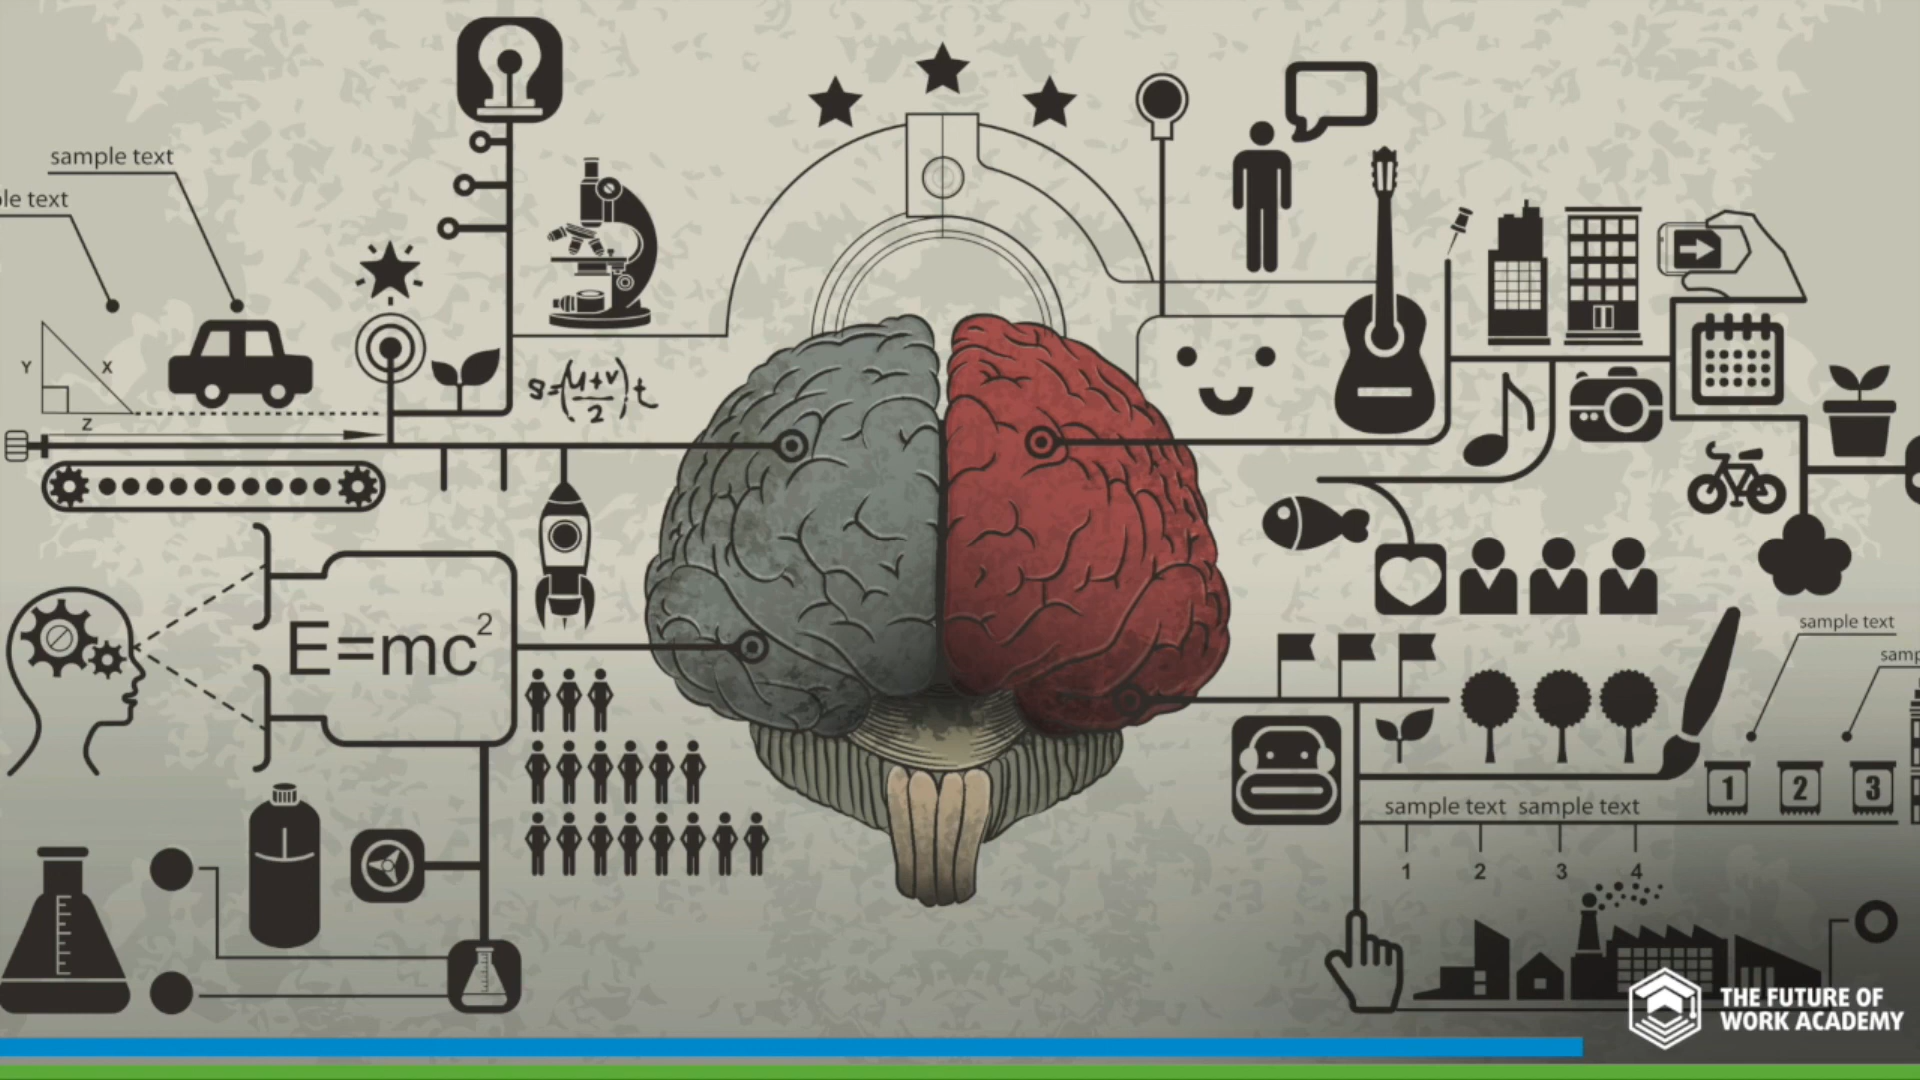 sample text
le text
Y
X
Z
s=(u+v/2)t
E=mc²
sample text
samp
1
2
3
sample text sample text
1
2
3
4
THE FUTURE OF
WORK ACADEMY